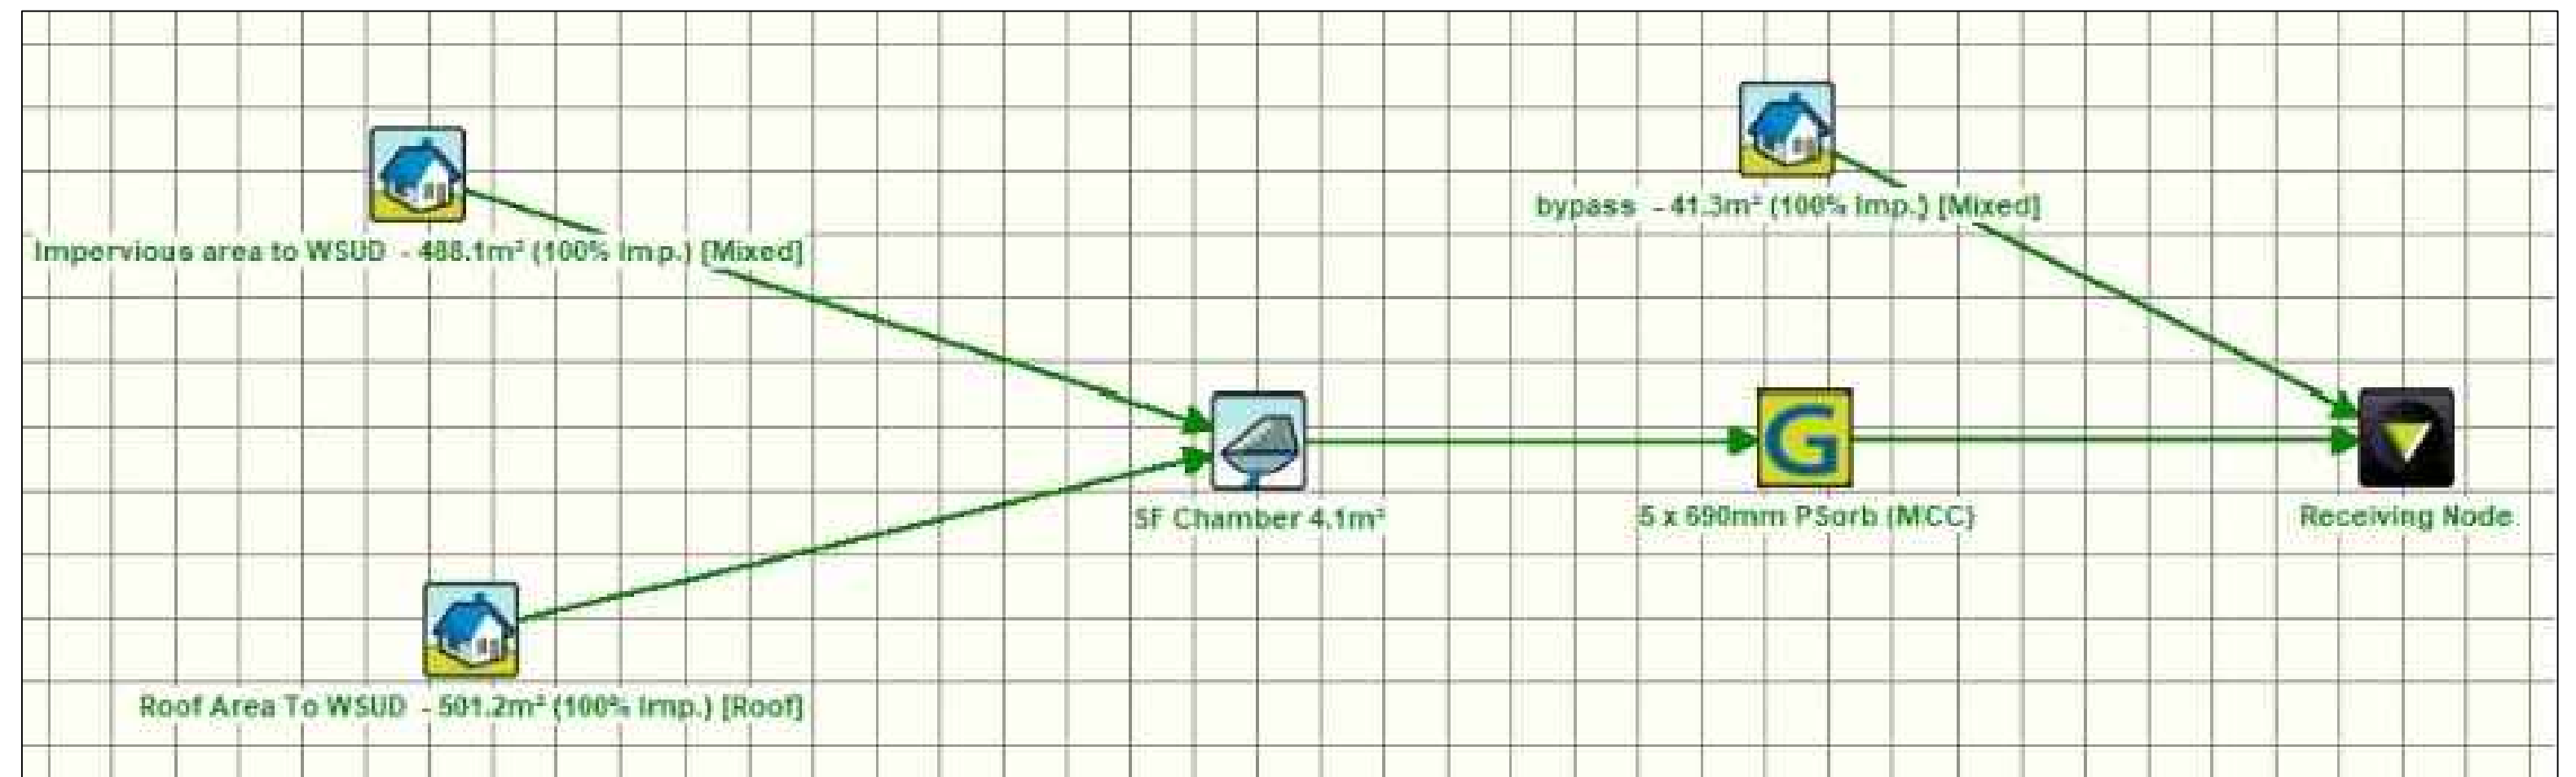 bypass - 41.3m² (100% Imp.) [Mixed]
Impervious area to WSUD - 488.1m² (100% Imp.) [Mixed]
G
SF Chamber 4.1m²
5 x 690mm PSorb (MCC)
Receiving Node
Roof Area To WSUD - 501.2m² (100% Imp.) [Roof]